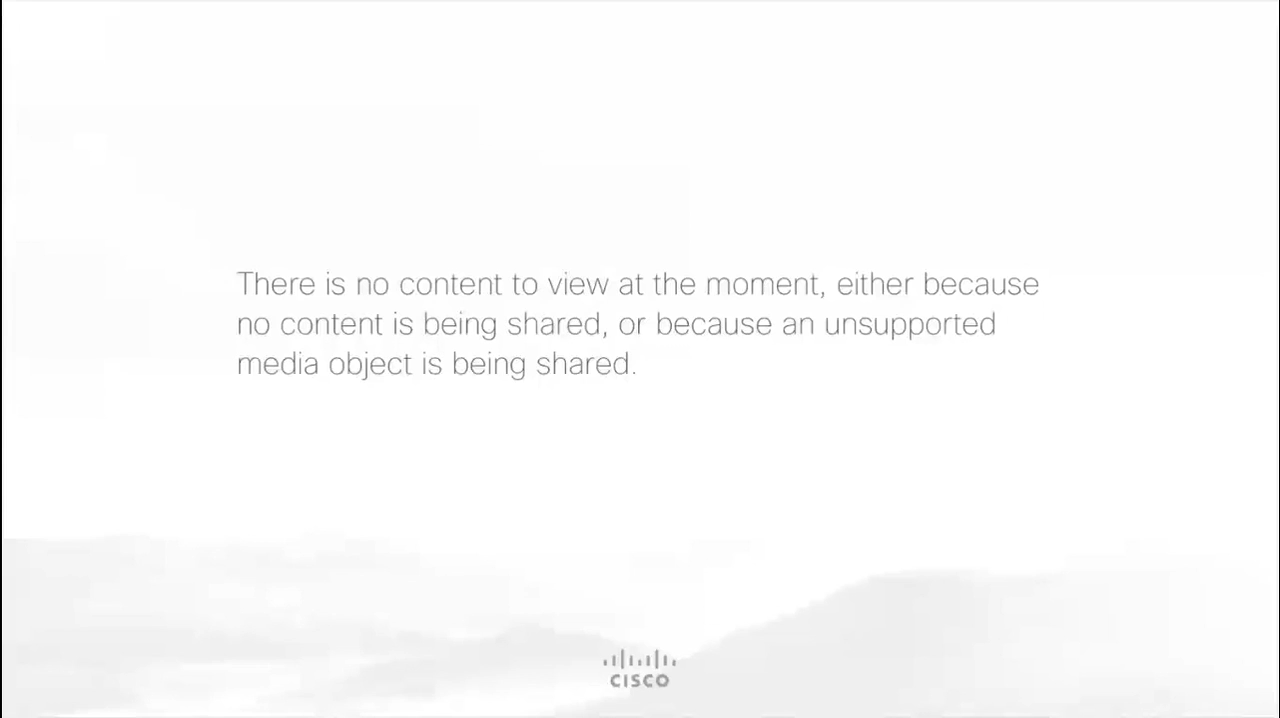 There is no content to view at the moment, either because
no content is being shared, or because an unsupported
media object is being shared.
CISCO